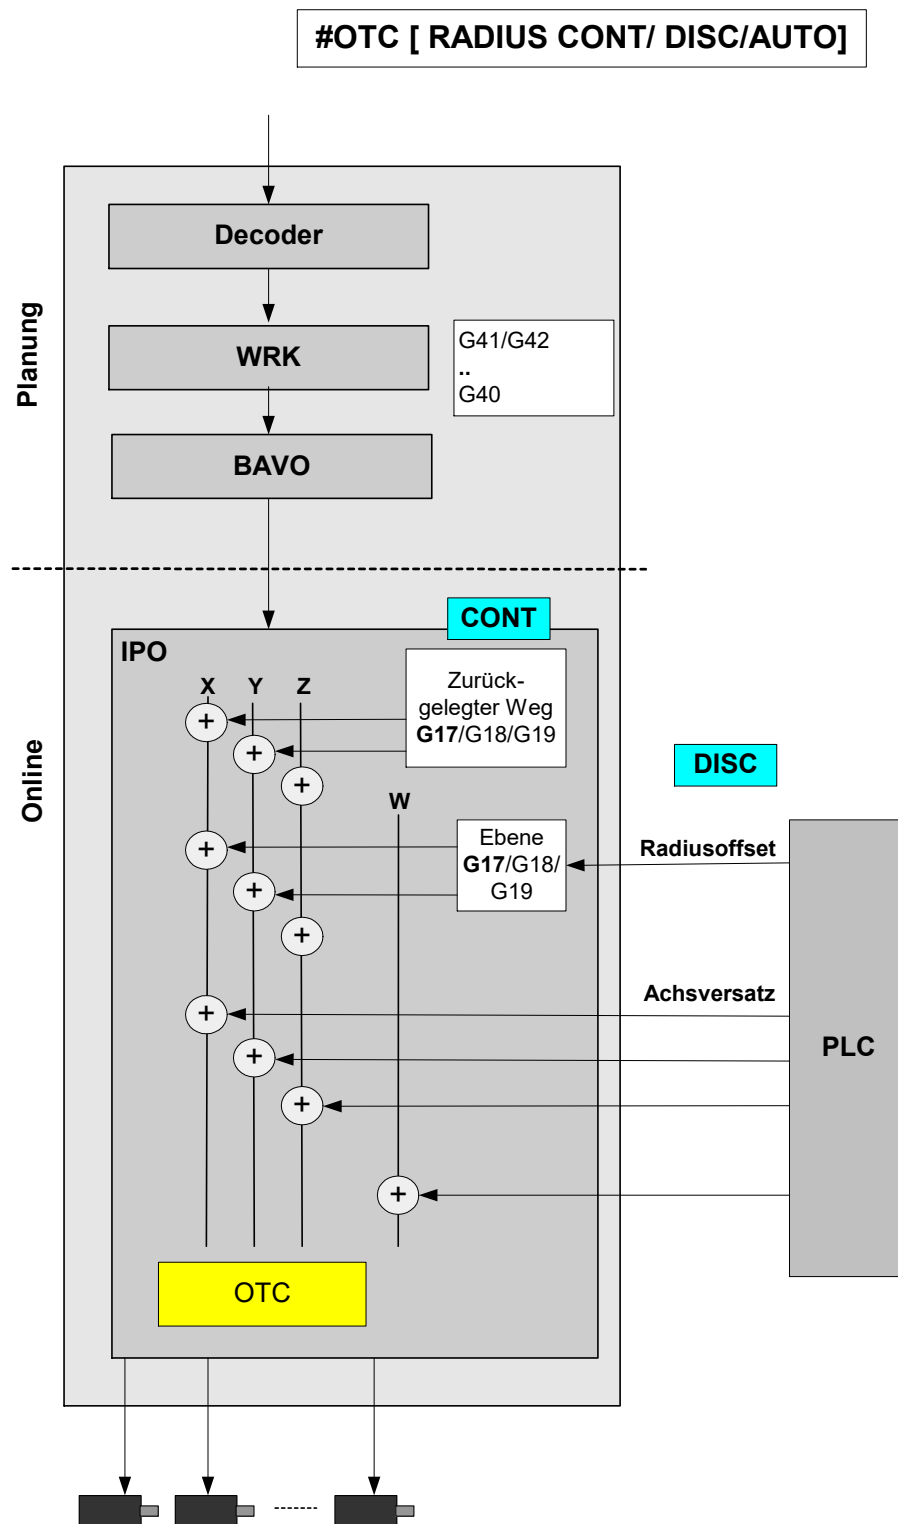 #OTC [ RADIUS CONT/ DISC/AUTO]
Planung
Decoder
WRK
G41/G42
..
G40
BAVO
Online
CONT
IPO
X Y Z
Zurück-
gelegter Weg
G17/G18/G19
+
+
+
DISC
W
Ebene
G17/G18/
G19
Radiusoffset
+
+
+
Achsversatz
+
+
+
+
PLC
OTC